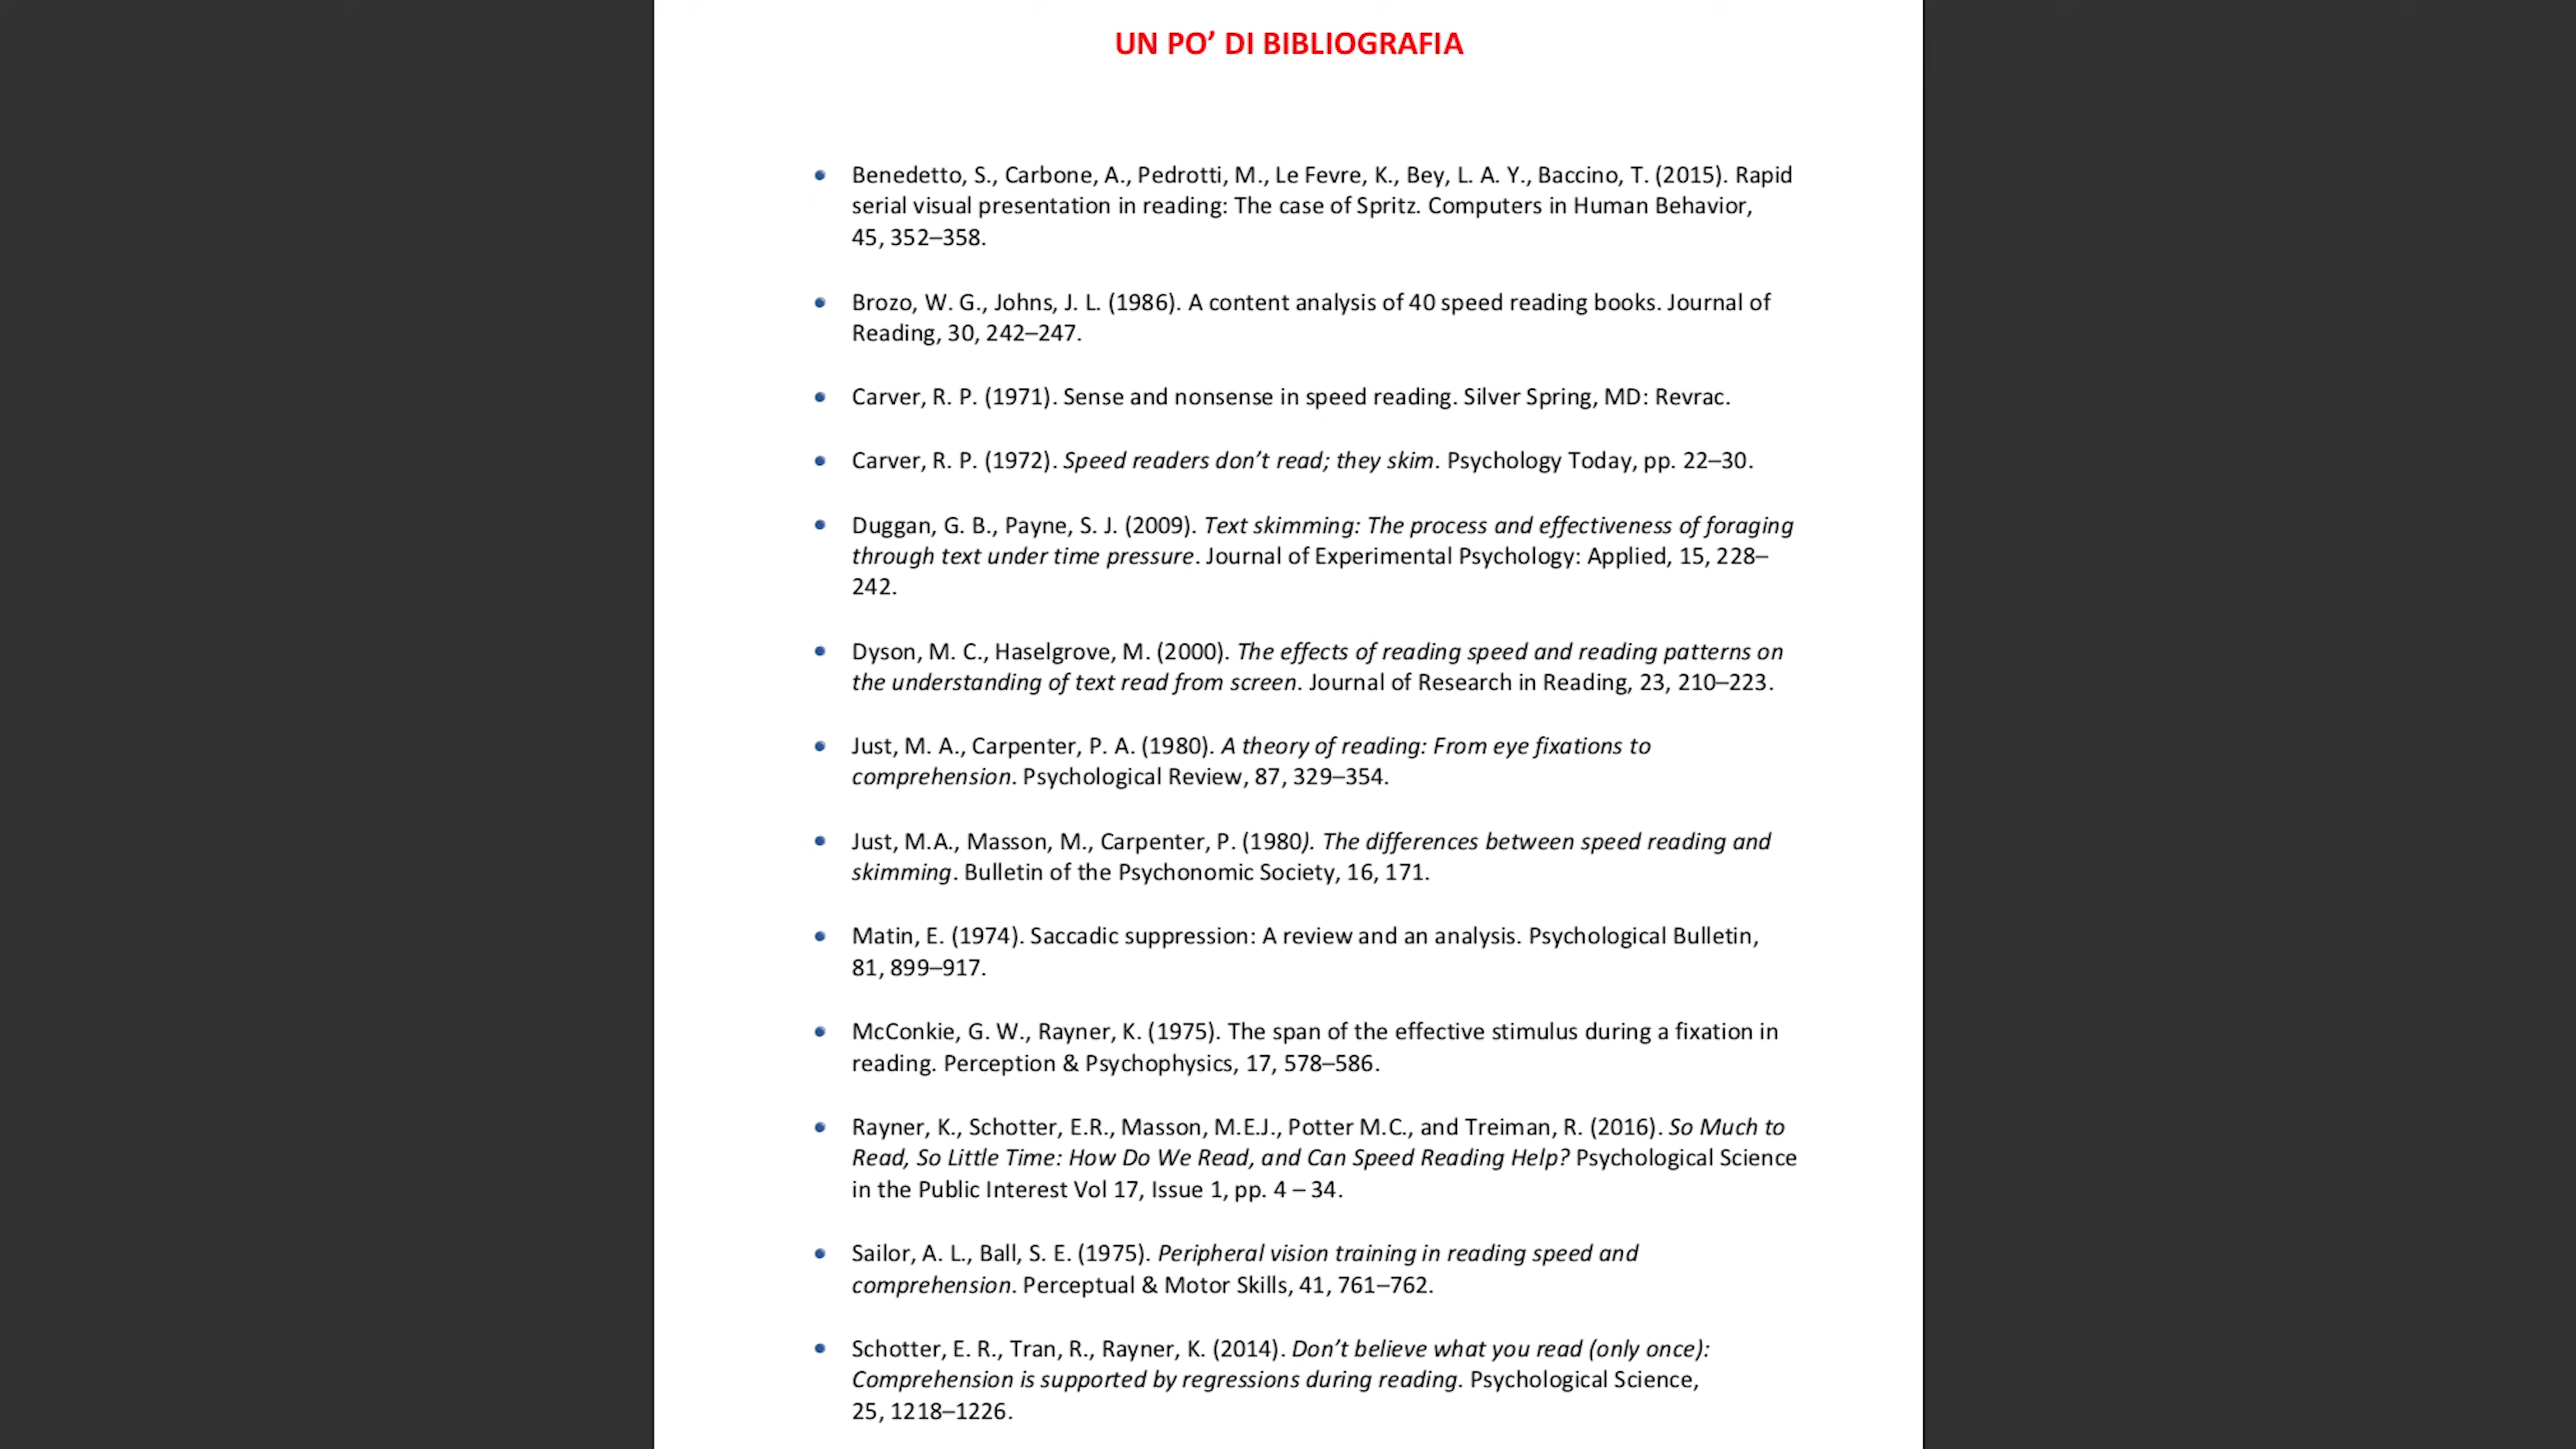 UN PO’ DI BIBLIOGRAFIA
• Benedetto, S., Carbone, A., Pedrotti, M., Le Fevre, K., Bey, L. A. Y., Baccino, T. (2015). Rapid
serial visual presentation in reading: The case of Spritz. Computers in Human Behavior,
45, 352–358.
• Brozo, W. G., Johns, J. L. (1986). A content analysis of 40 speed reading books. Journal of
Reading, 30, 242–247.
• Carver, R. P. (1971). Sense and nonsense in speed reading. Silver Spring, MD: Revrac.
• Carver, R. P. (1972). Speed readers don’t read; they skim. Psychology Today, pp. 22–30.
• Duggan, G. B., Payne, S. J. (2009). Text skimming: The process and effectiveness of foraging
through text under time pressure. Journal of Experimental Psychology: Applied, 15, 228–
242.
• Dyson, M. C., Haselgrove, M. (2000). The effects of reading speed and reading patterns on
the understanding of text read from screen. Journal of Research in Reading, 23, 210–223.
• Just, M. A., Carpenter, P. A. (1980). A theory of reading: From eye fixations to
comprehension. Psychological Review, 87, 329–354.
• Just, M.A., Masson, M., Carpenter, P. (1980). The differences between speed reading and
skimming. Bulletin of the Psychonomic Society, 16, 171.
• Matin, E. (1974). Saccadic suppression: A review and an analysis. Psychological Bulletin,
81, 899–917.
• McConkie, G. W., Rayner, K. (1975). The span of the effective stimulus during a fixation in
reading. Perception & Psychophysics, 17, 578–586.
• Rayner, K., Schotter, E.R., Masson, M.E.J., Potter M.C., and Treiman, R. (2016). So Much to
Read, So Little Time: How Do We Read, and Can Speed Reading Help? Psychological Science
in the Public Interest Vol 17, Issue 1, pp. 4 – 34.
• Sailor, A. L., Ball, S. E. (1975). Peripheral vision training in reading speed and
comprehension. Perceptual & Motor Skills, 41, 761–762.
• Schotter, E. R., Tran, R., Rayner, K. (2014). Don’t believe what you read (only once):
Comprehension is supported by regressions during reading. Psychological Science,
25, 1218–1226.